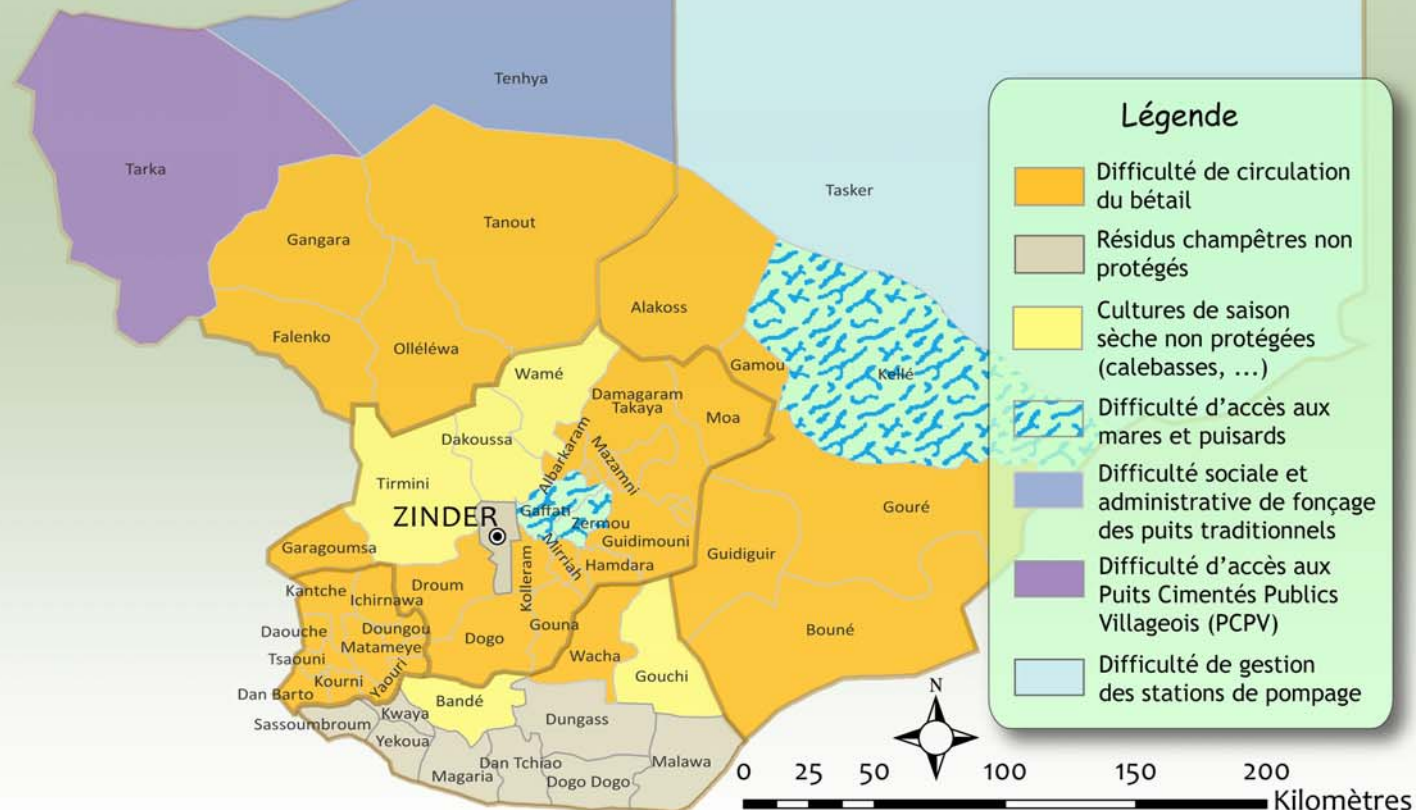 Tenhya
Tarka
Tasker
Tanout
Gangara
Alakoss
Falenko
Olléléwa
Gamou
Kellé
Wamé
Damagaram
Takaya
Moa
Dakoussa
Albarkaram
Mazamni
Tirmini
ZINDER
Gaffati
Zermou
Gouré
Garagoumsa
Mirriah
Guidimouni
Guidiguir
Hamdara
Kantche
Ichirnawa
Droum
Kolleram
Daouche
Doungou
Matameye
Dogo
Gouna
Bouné
Tsaouni
Wacha
Kourni
Yaouri
Gouchi
Dan Barto
Bandé
Sassoumbroum
Kwaya
Dungass
Yekoua
Dan Tchiao
Malawa
Magaria
Dogo Dogo
Légende
Difficulté de circulation
du bétail
Résidus champêtres non
protégés
Cultures de saison
sèche non protégées
(calebasses, ...)
Difficulté d'accès aux
mares et puisards
Difficulté sociale et
administrative de fonçage
des puits traditionnels
Difficulté d'accès aux
Puits Cimentés Publics
Villageois (PCPV)
Difficulté de gestion
des stations de pompage
N
0 25 50 100 150 200
Kilomètres